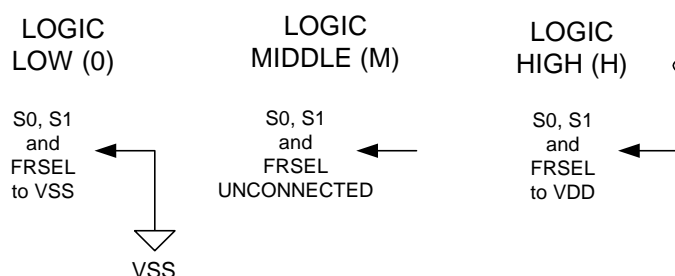 LOGIC
LOW (0)
S0, S1
and
FRSEL
to VSS
VSS
LOGIC
MIDDLE (M)
S0, S1
and
FRSEL
UNCONNECTED
LOGIC
HIGH (H)
S0, S1
and
FRSEL
to VDD